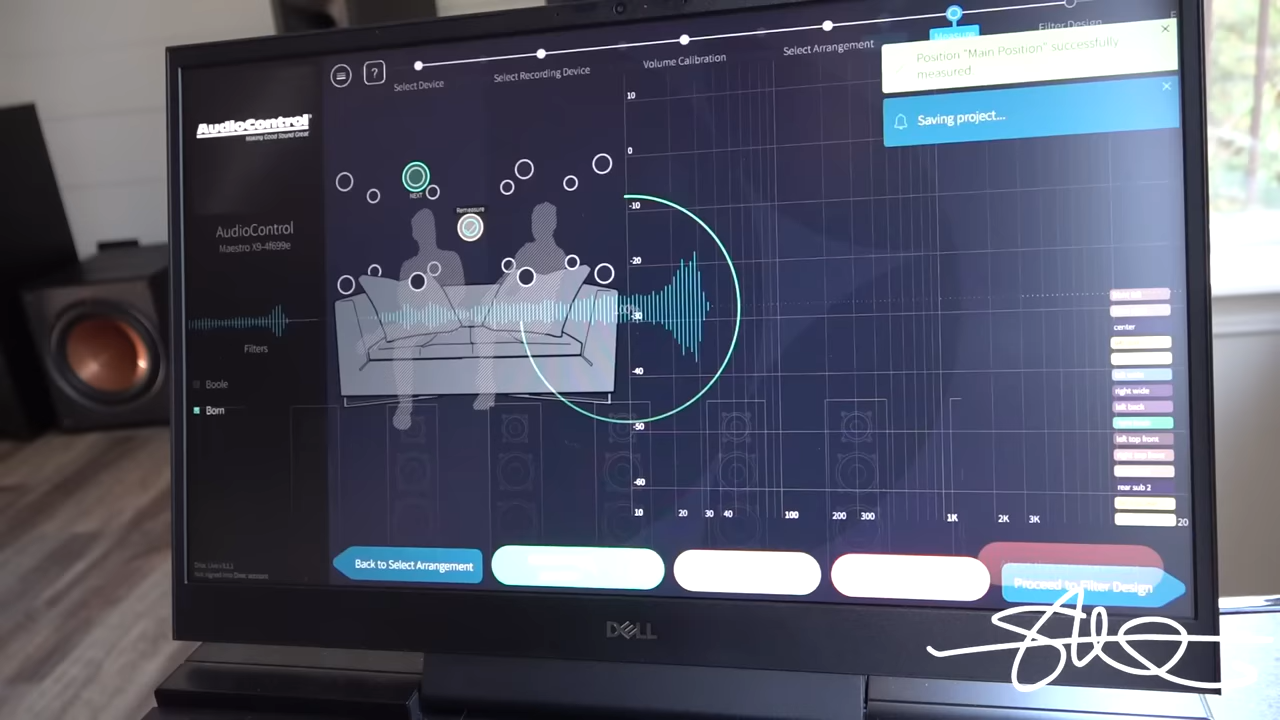 Select Device
Select Recording Device
Volume Calibration
Select Arrangement
Measure
Filter Design
?
Position "Main Position" successfully
measured
Saving project...
AudioControl
Making Good Sound Great
AudioControl
Maestro X9-4f699e
Filters
Boole
Born
NEXT
Remeasure
10
0
-10
-20
-30
-40
-50
-60
10
20
30
40
100
200
300
1K
2K
3K
20
center
right wide
left back
left top front
rear sub 2
Back to Select Arrangement
Proceed to Filter Design
DELL